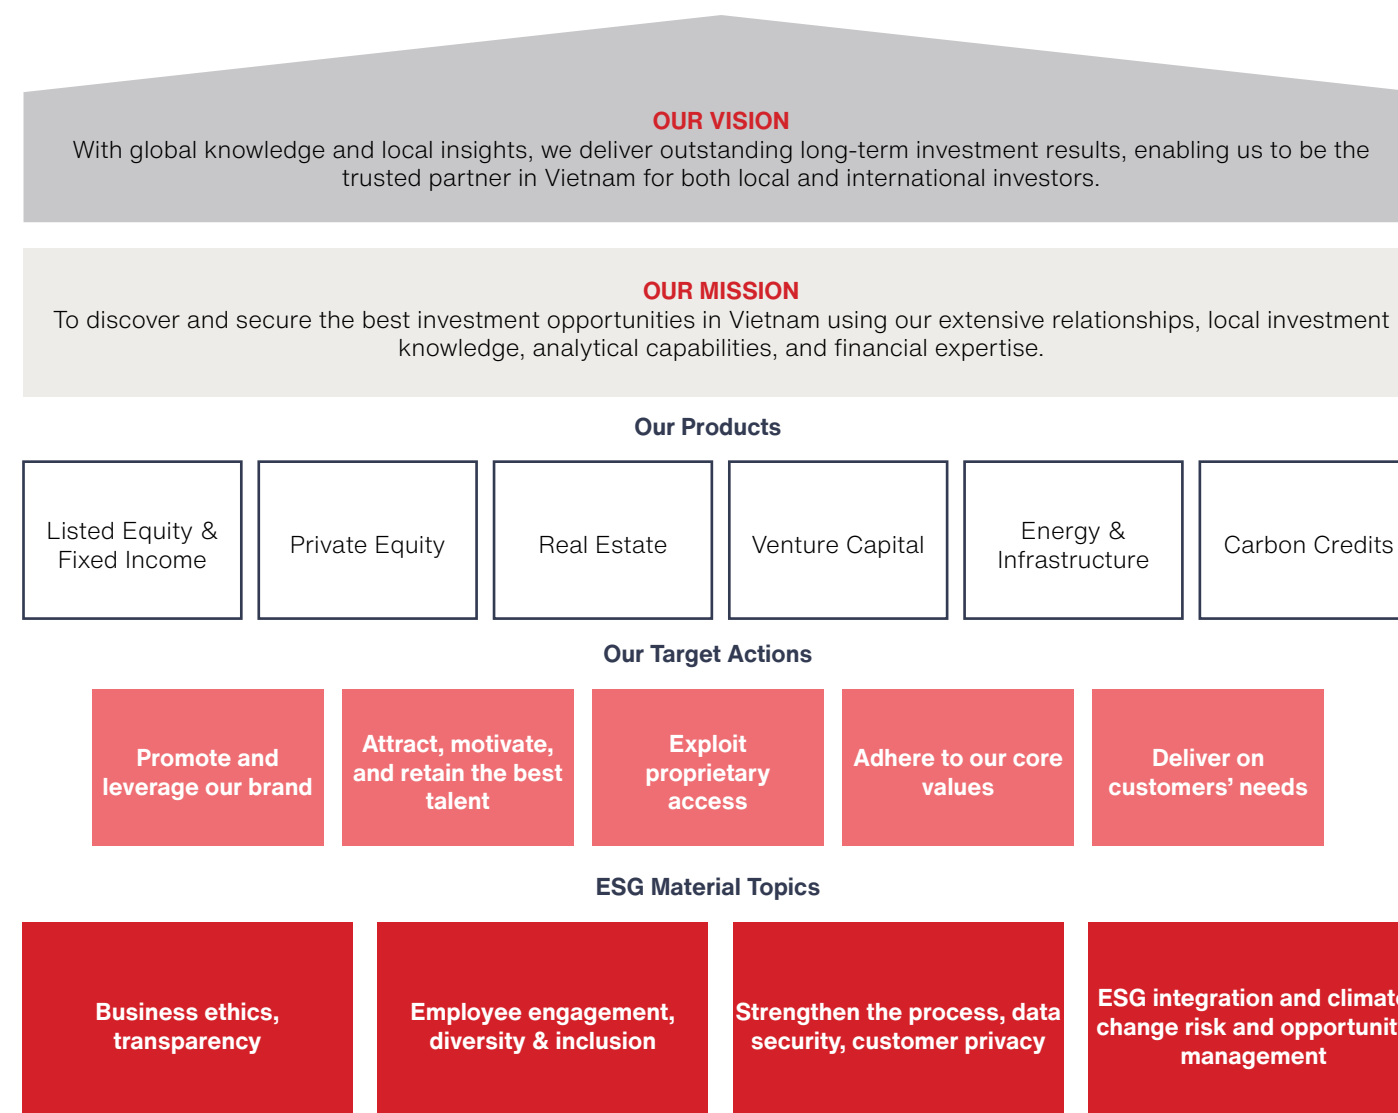 OUR VISION
With global knowledge and local insights, we deliver outstanding long-term investment results, enabling us to be the
trusted partner in Vietnam for both local and international investors.
OUR MISSION
To discover and secure the best investment opportunities in Vietnam using our extensive relationships, local investment
knowledge, analytical capabilities, and financial expertise.
Our Products
Listed Equity &
Fixed Income
Private Equity
Real Estate
Venture Capital
Energy &
Infrastructure
Carbon Credits
Our Target Actions
Promote and
leverage our brand
Attract, motivate,
and retain the best
talent
Exploit
proprietary
access
Adhere to our core
values
Deliver on
customers' needs
ESG Material Topics
Business ethics,
transparency
Employee engagement,
diversity & inclusion
Strengthen the process, data
security, customer privacy
ESG integration and
change risk and
management